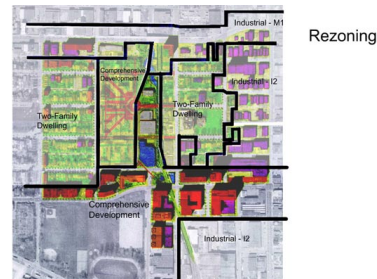 Industrial - M1
Rezoning
Comprehensive
Development
Industrial - I2
Two-Family
Dwelling
Two-Family
Dwelling
Comprehensive
Development
Industrial - I2